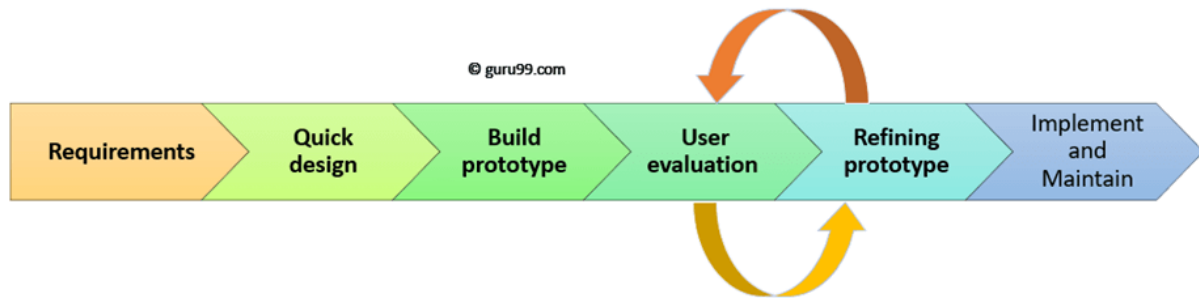 © guru99.com
Requirements
Quick
design
Build
prototype
User
evaluation
Refining
prototype
Implement
and
Maintain